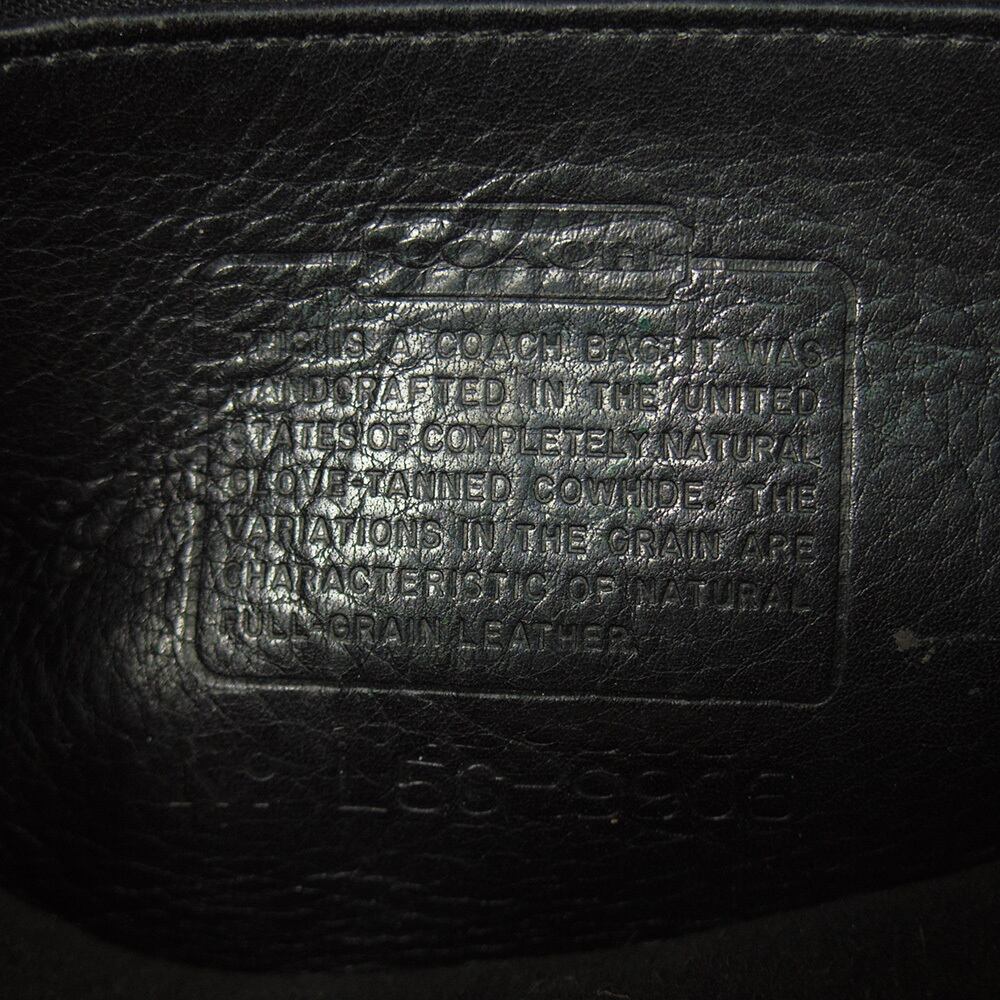 COACH
THIS IS A COACH BAG. IT WAS
HANDCRAFTED IN THE UNITED
STATES OF COMPLETELY NATURAL
GLOVE-TANNED COWHIDE. THE
VARIATIONS IN THE GRAIN ARE
CHARACTERISTIC OF NATURAL
FULL-GRAIN LEATHER.